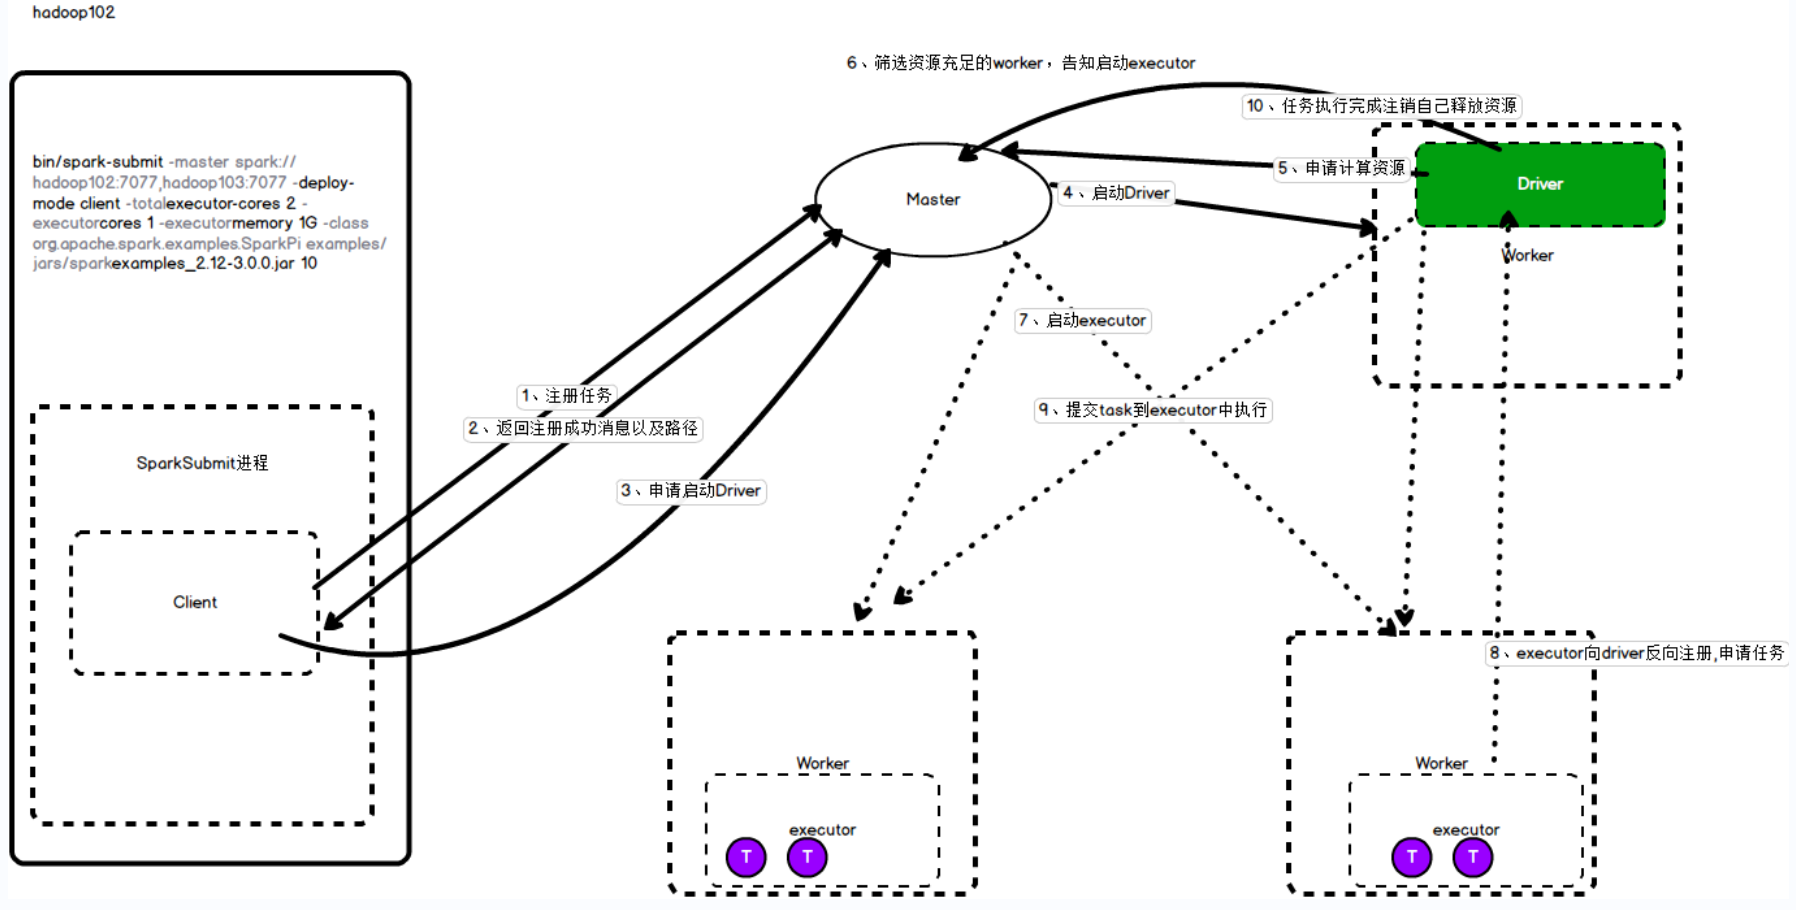 hadoop102
6、筛选资源充足的worker，告知启动executor
10、任务执行完成注销自己释放资源
bin/spark-submit -master spark://
hadoop102:7077,hadoop103:7077 -deploy-
mode client -totalexecutor-cores 2 -
executorcores 1 -executormemory 1G -class
org.apache.spark.examples.SparkPi examples/
jars/sparkexamples_2.12-3.0.0.jar 10
Master
5、申请计算资源
4、启动Driver
Driver
Worker
7、启动executor
1、注册任务
2、返回注册成功消息以及路径
9、提交task到executor中执行
SparkSubmit进程
3、申请启动Driver
Client
8、executor向driver反向注册,申请任务
Worker
executor
T T
Worker
executor
T T